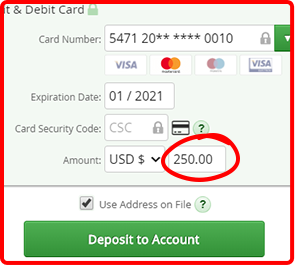 nt & Debit Card
Card Number: 5471 20** **** 0010
VISA mastercard maestro VISA
Expiration Date: 01 / 2021
Card Security Code: CSC ?
Amount: USD $ 250.00
Use Address on File ?
Deposit to Account